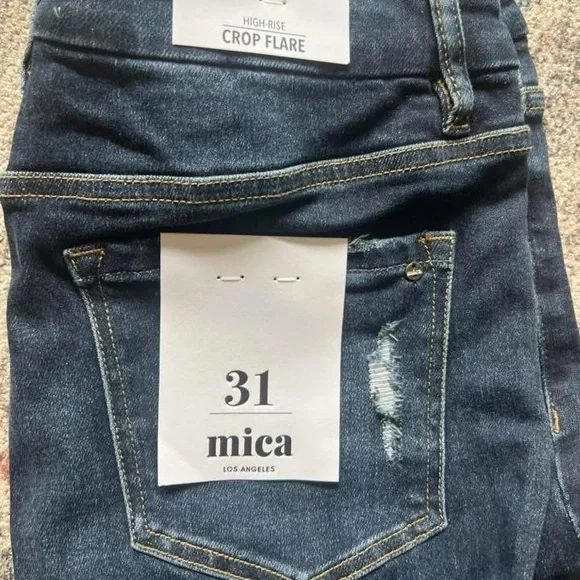 HIGH-RISE
CROP FLARE
31
mica
LOS ANGELES